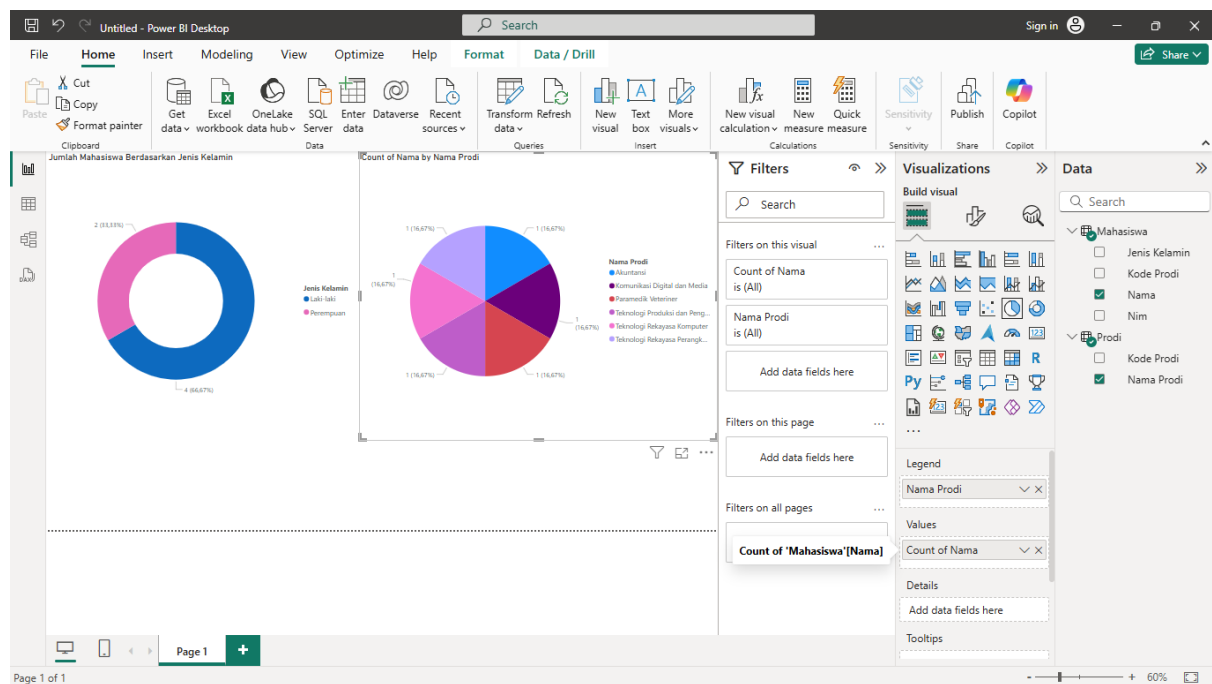 Untitled - Power BI Desktop
Search
Sign in
File Home Insert Modeling View Optimize Help Format Data / Drill
Share
Paste
Cut
Copy
Format painter
Clipboard
Get data
Excel workbook
OneLake data hub
SQL Server
Enter data
Dataverse
Recent sources
Data
Transform data
Refresh
Queries
New visual
Text box
More visuals
Insert
New visual calculation
New measure
Quick measure
Calculations
Sensitivity
Sensitivity
Publish
Share
Copilot
Copilot
Jumlah Mahasiswa Berdasarkan Jenis Kelamin
2 (33,33%)
4 (66,67%)
Jenis Kelamin
Laki-laki
Perempuan
Count of Nama by Nama Prodi
1 (16,67%)
1 (16,67%)
1 (16,67%)
1 (16,67%)
1 (16,67%)
1 (16,67%)
Nama Prodi
Akuntansi
Komunikasi Digital dan Media
Paramedik Veteriner
Teknologi Produksi dan Peng...
Teknologi Rekayasa Komputer
Teknologi Rekayasa Perangk...
Filters
Search
Filters on this visual
Count of Nama
is (All)
Nama Prodi
is (All)
Add data fields here
Filters on this page
Add data fields here
Filters on all pages
Count of 'Mahasiswa'[Nama]
Visualizations
Build visual
123
R
Py
Legend
Nama Prodi
Values
Count of Nama
Details
Add data fields here
Tooltips
Data
Search
Mahasiswa
Jenis Kelamin
Kode Prodi
Nama
Nim
Prodi
Kode Prodi
Nama Prodi
Page 1
Page 1 of 1
60%